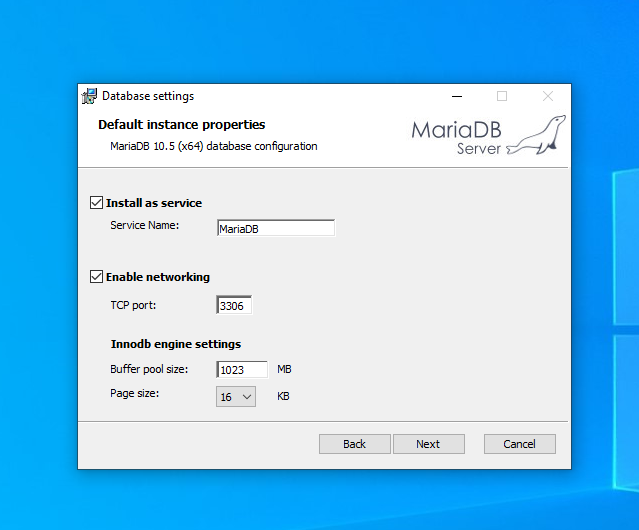 Database settings
Default instance properties
MariaDB 10.5 (x64) database configuration
MariaDB
Server
Install as service
Service Name: MariaDB
Enable networking
TCP port: 3306
Innodb engine settings
Buffer pool size: 1023 MB
Page size: 16 KB
Back Next Cancel